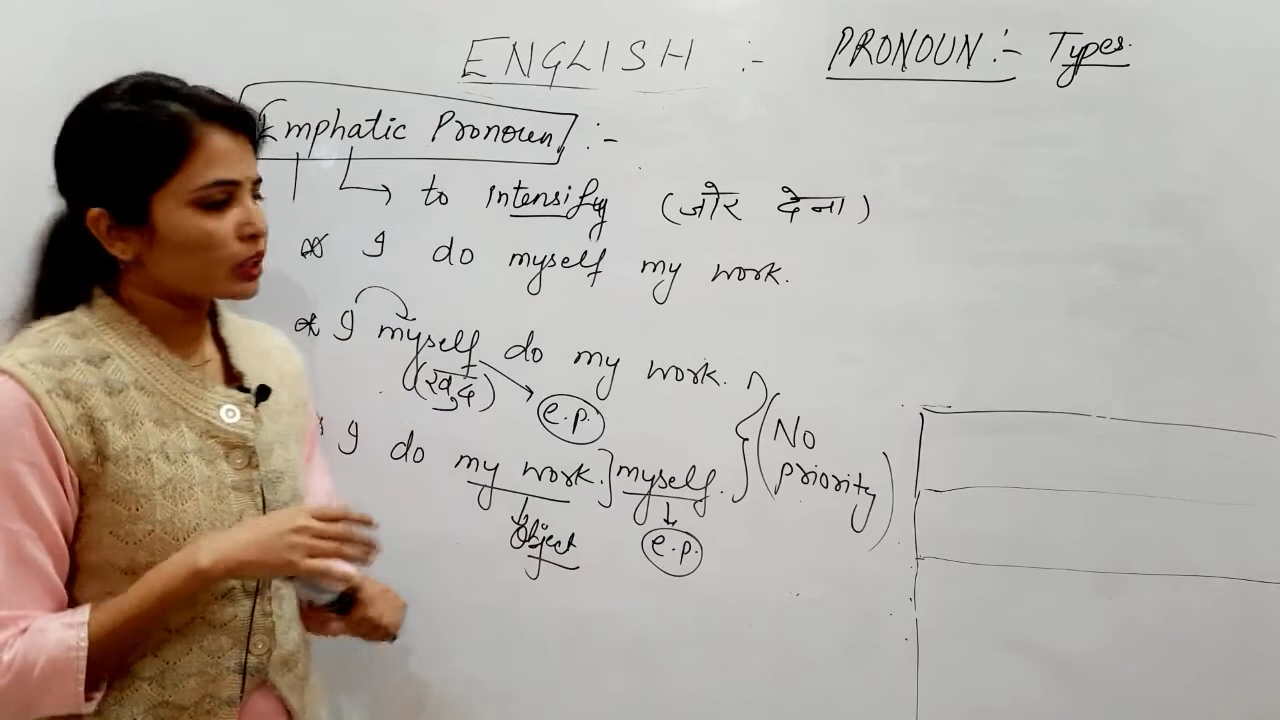 ENGLISH :- PRONOUN :- Types.
Emphatic Pronoun :-
to intensify (जोर देना)
I do myself my work.
I myself do my work.
(खुद)
e.p.
I do my work. myself.
object
e.p.
No
priority